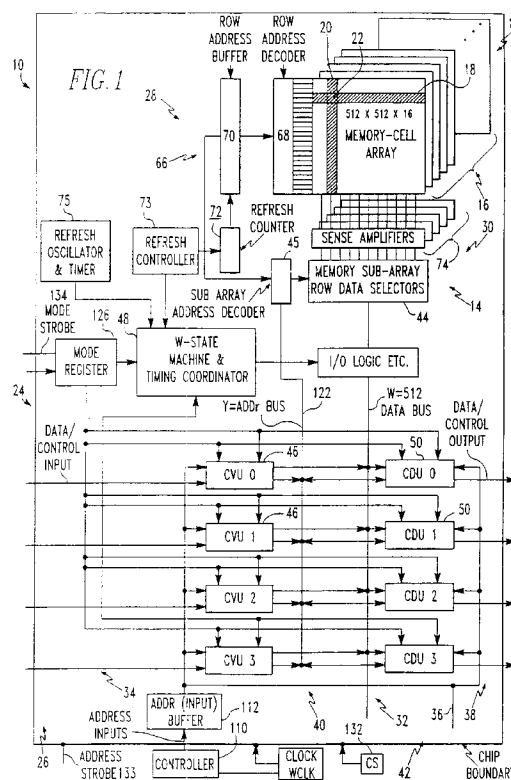 ROW ADDRESS BUFFER
ROW ADDRESS DECODER
20
22
10
FIG. 1
26
18
70
68
512 X 512 X 16
MEMORY-CELL
ARRAY
66
75
73
72
16
REFRESH
OSCILLATOR
& TIMER
REFRESH
CONTROLLER
REFRESH
COUNTER
45
SENSE AMPLIFIERS
30
74
134
MODE
STROBE
126
48
SUB ARRAY
ADDRESS DECODER
MEMORY SUB-ARRAY
ROW DATA SELECTORS
44
14
MODE
REGISTER
W-STATE
MACHINE &
TIMING COORDINATOR
I/O LOGIC ETC.
24
122
Y=ADDr BUS
W=512
DATA BUS
DATA/
CONTROL
OUTPUT
DATA/
CONTROL
INPUT
46
50
CVU 0
CDU 0
46
50
CVU 1
CDU 1
CVU 2
CDU 2
CVU 3
CDU 3
34
ADDR (INPUT)
BUFFER
112
40
32
36
38
ADDRESS
INPUTS
26
110
132
42
ADDRESS
STROBE 133
CONTROLLER
CLOCK
WCLK
CS
CHIP
BOUNDARY